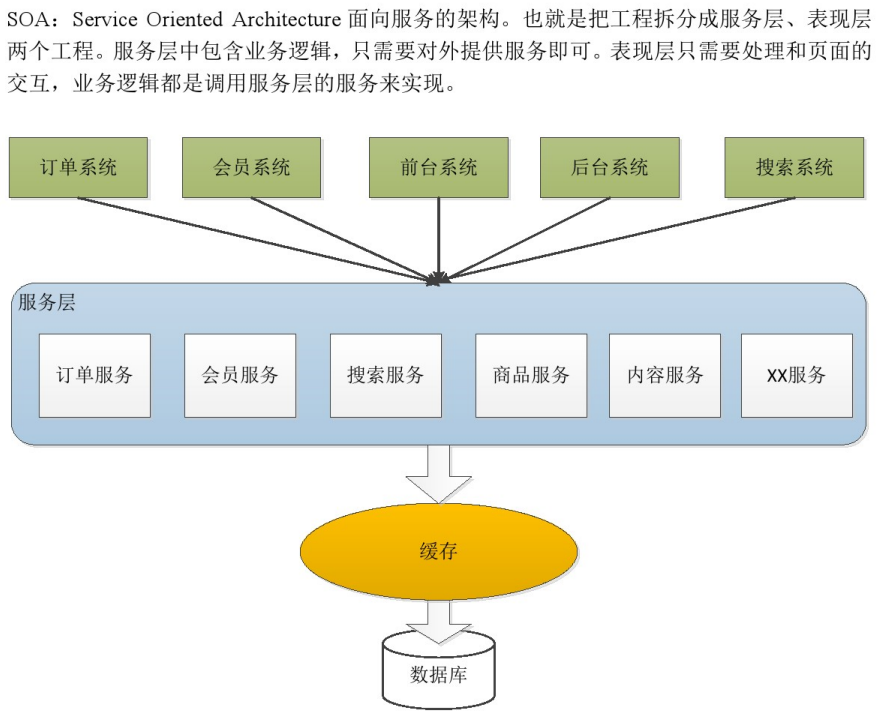 SOA：Service Oriented Architecture 面向服务的架构。也就是把工程拆分成服务层、表现层
两个工程。服务层中包含业务逻辑，只需要对外提供服务即可。表现层只需要处理和页面的
交互，业务逻辑都是调用服务层的服务来实现。
订单系统
会员系统
前台系统
后台系统
搜索系统
服务层
订单服务
会员服务
搜索服务
商品服务
内容服务
XX服务
缓存
数据库